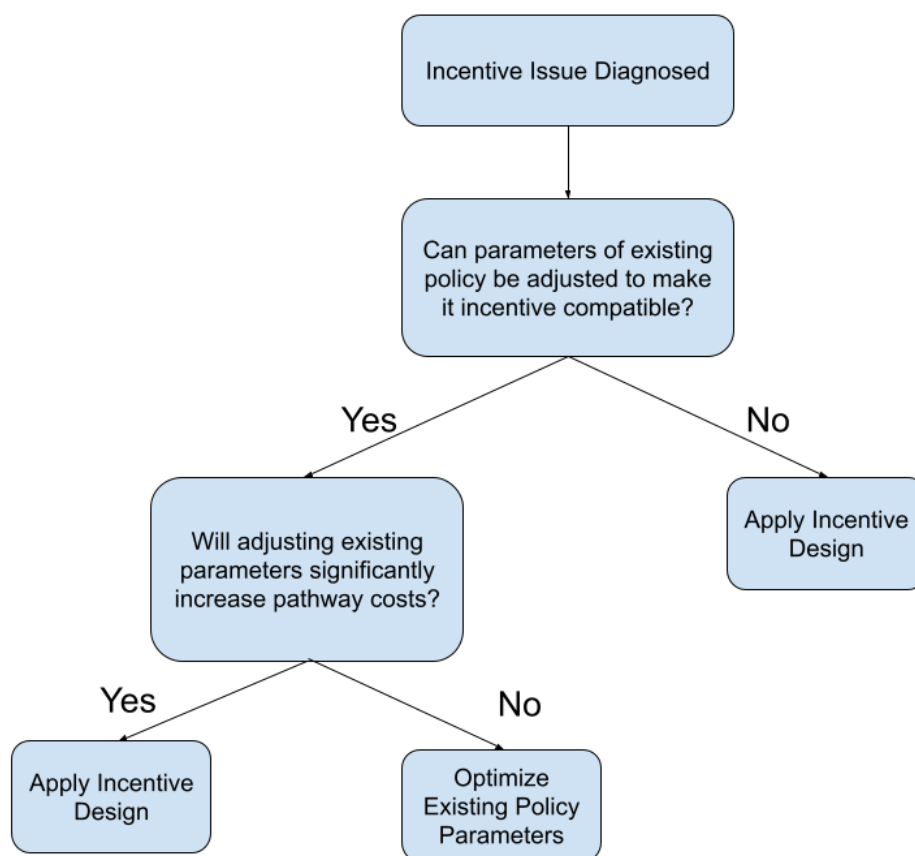 Incentive Issue Diagnosed
Can parameters of existing
policy be adjusted to make
it incentive compatible?
Yes
No
Will adjusting existing
parameters significantly
increase pathway costs?
Apply Incentive
Design
Yes
No
Apply Incentive
Design
Optimize
Existing Policy
Parameters